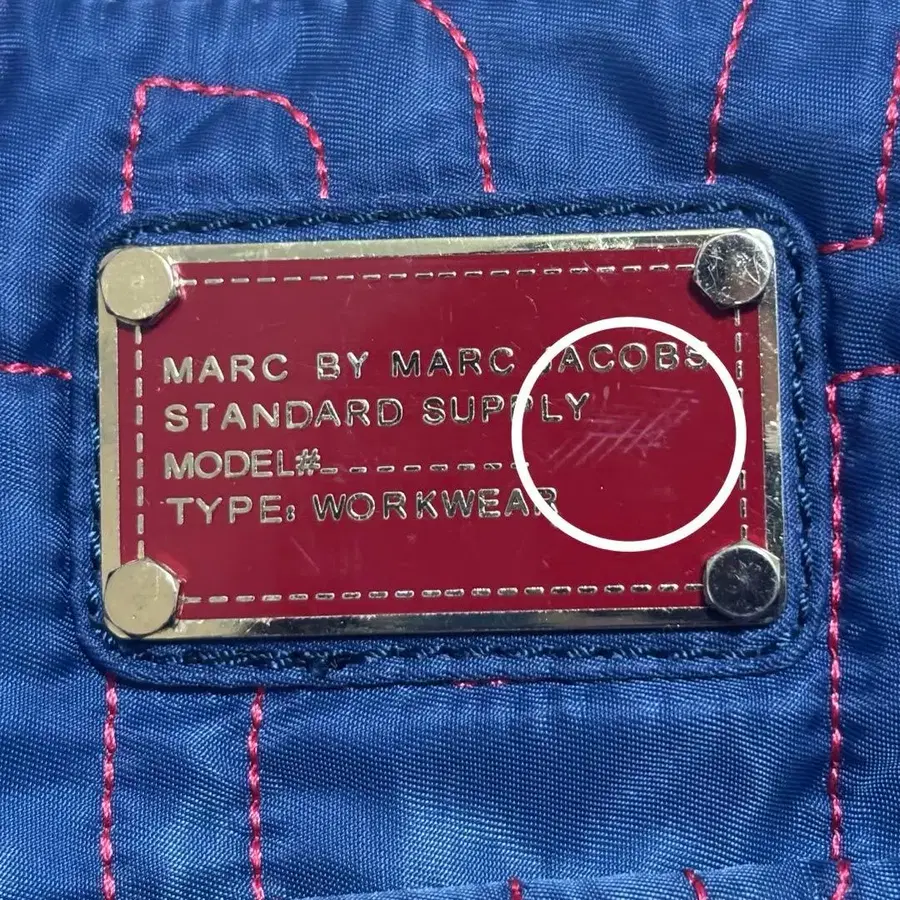 MARC BY MARC JACOBS
STANDARD SUPPLY
MODEL#_ _ _ _ _ _ _ _ _
TYPE: WORKWEAR